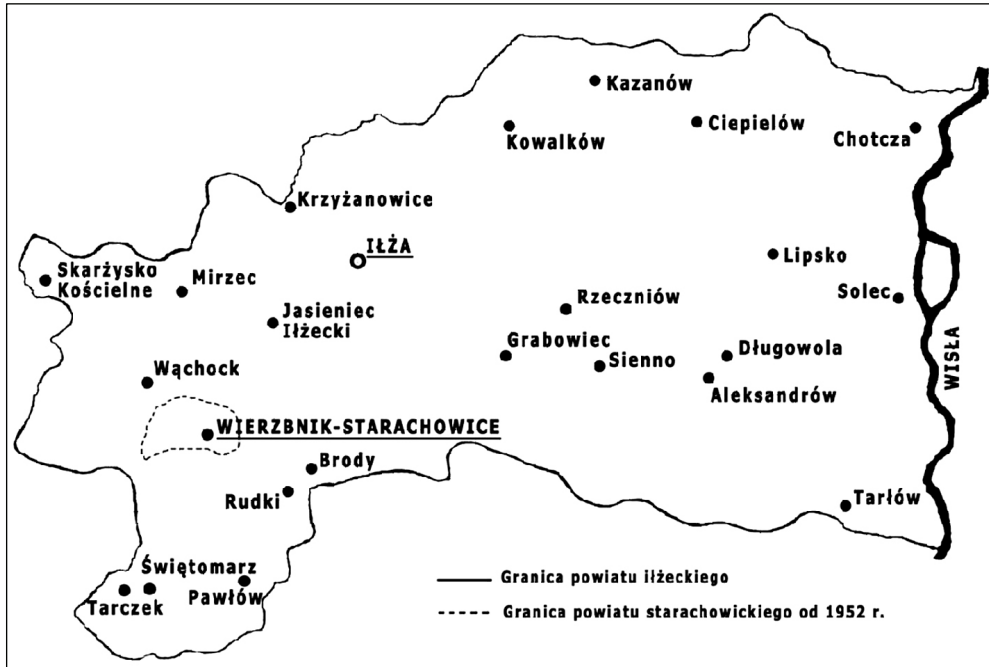 Kazanów
Ciepielów
Kowalków
Chotcza
Krzyżanowice
IŁŻA
Lipsko
Skarżysko
Kościelne
Mirzec
Solec
Rzeczniów
Jasieniec
Iłżecki
Grabowiec
Sienno
Długowola
Aleksandrów
WISŁA
Wąchock
WIERZBNIK-STARACHOWICE
Brody
Rudki
Tarłów
Świętomarz
Tarczek
Pawłów
Granica powiatu iłżeckiego
Granica powiatu starachowickiego od 1952 r.